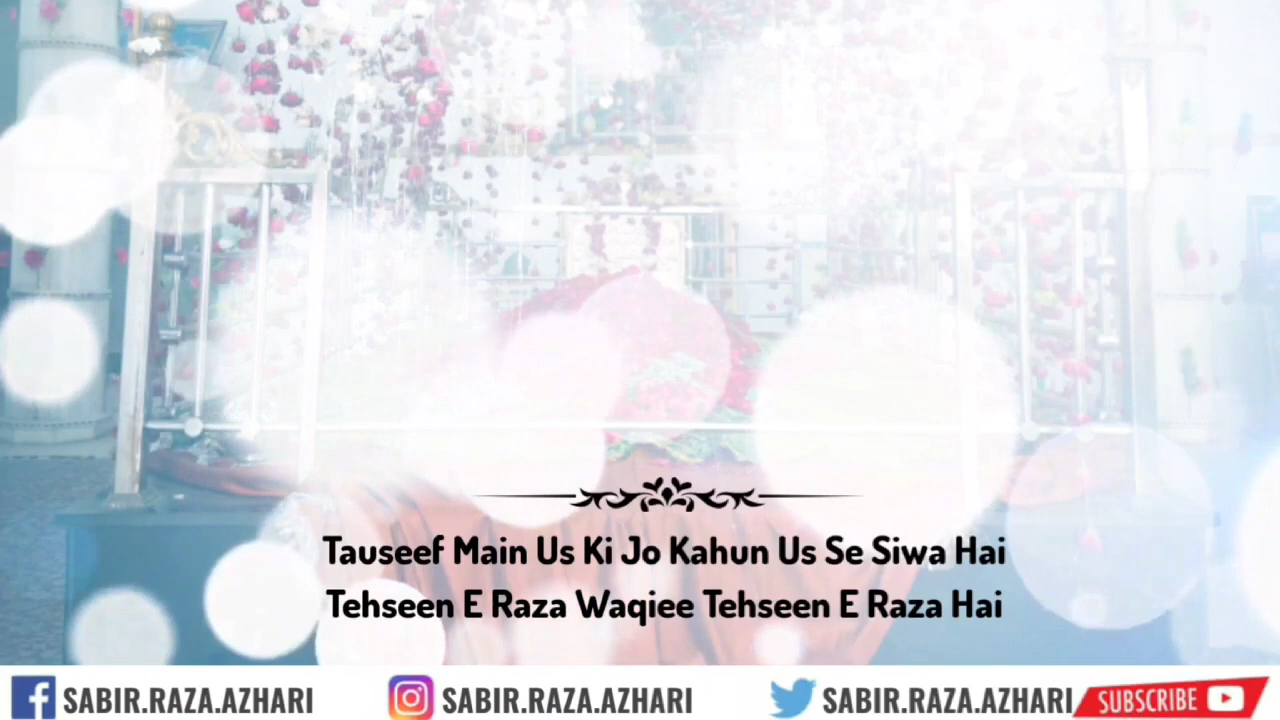 Tauseef Main Us Ki Jo Kahun Us Se Siwa Hai
Tehseen E Raza Waqiee Tehseen E Raza Hai
SABIR.RAZA.AZHARI SABIR.RAZA.AZHARI SABIR.RAZA.AZHARI SUBSCRIBE